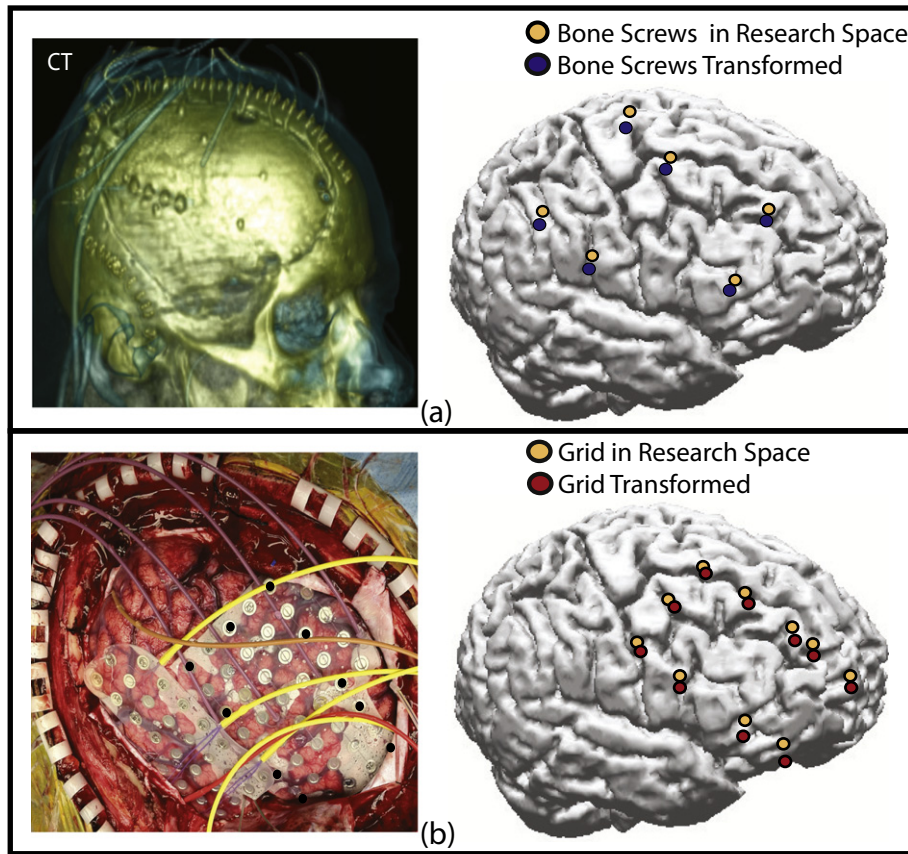 CT
Bone Screws in Research Space
Bone Screws Transformed
(a)
Grid in Research Space
Grid Transformed
(b)